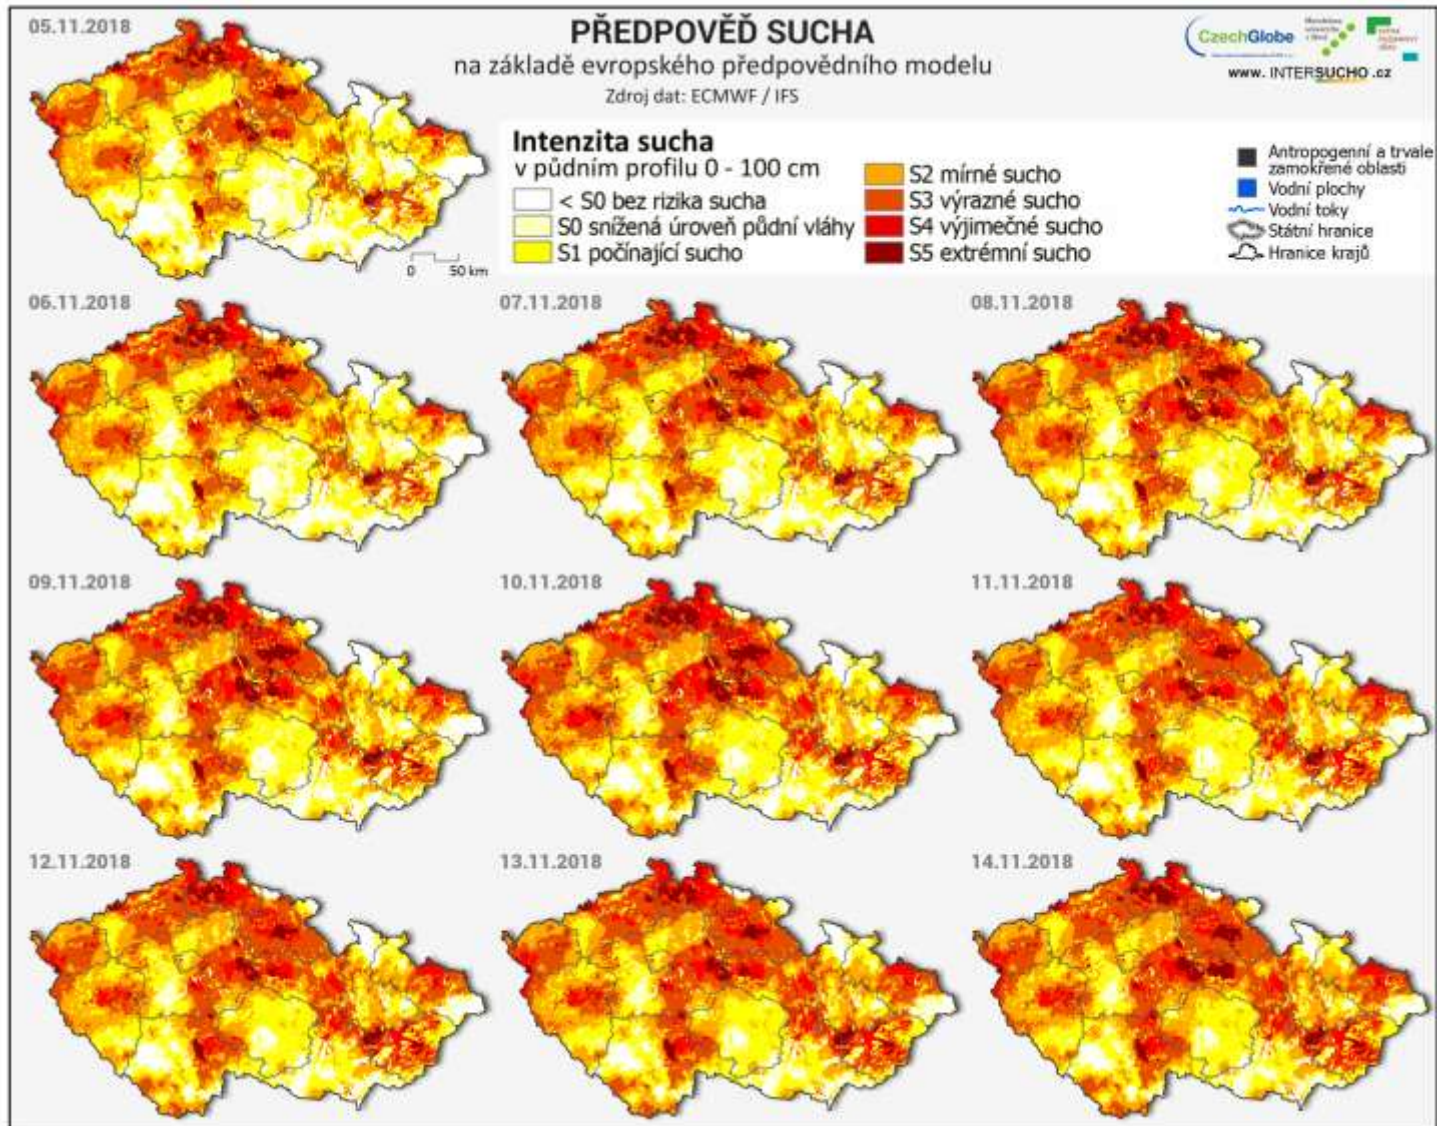 05.11.2018
PŘEDPOVĚĎ SUCHA
na základě evropského předpovědního modelu
Zdroj dat: ECMWF / IFS
CzechGlobe
www. INTERSUCHO .cz
Intenzita sucha
v půdním profilu 0 - 100 cm
< S0 bez rizika sucha
S0 snížená úroveň půdní vláhy
S1 počínající sucho
S2 mírné sucho
S3 výrazné sucho
S4 výjimečné sucho
S5 extrémní sucho
Antropogenní a trvale
zamokřené oblasti
Vodní plochy
Vodní toky
Státní hranice
Hranice krajů
0 50 km
06.11.2018
07.11.2018
08.11.2018
09.11.2018
10.11.2018
11.11.2018
12.11.2018
13.11.2018
14.11.2018